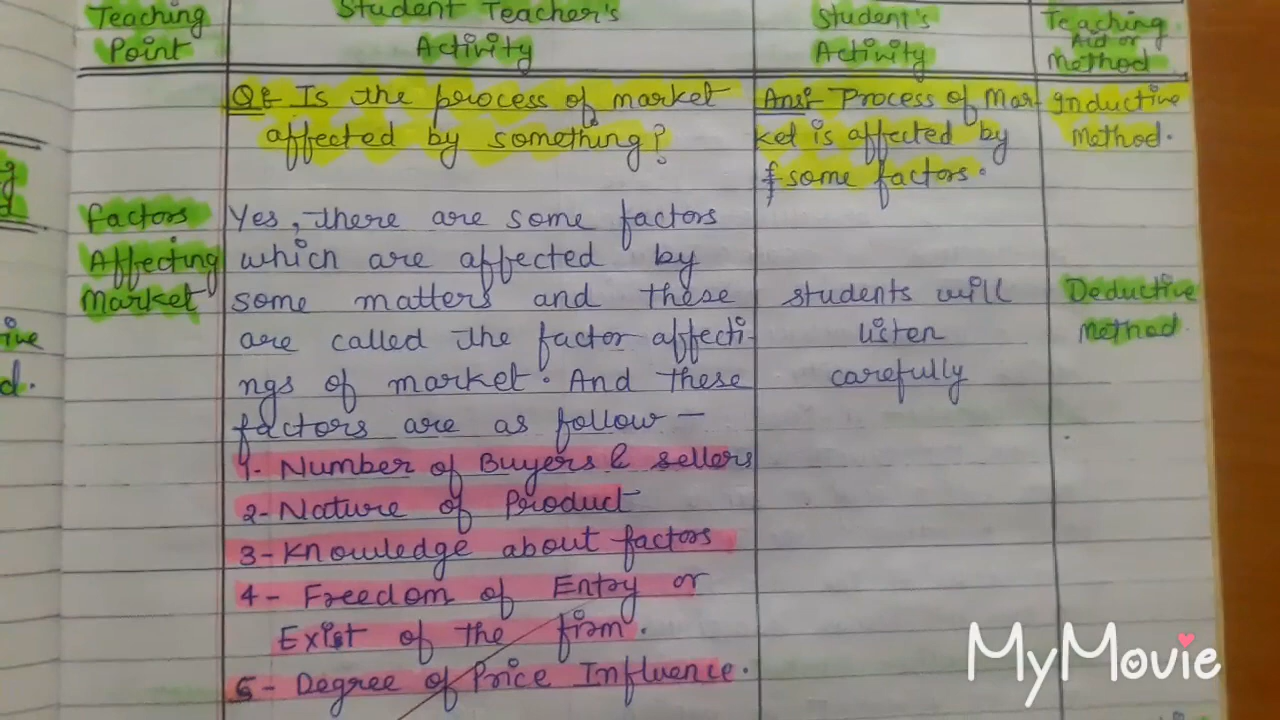 Teaching Point
Student Teacher's Activity
Student's Activity
Teaching Aid or Method
Q:- Is the process of market
affected by something?
Ans:- Process of Mar-
ket is affected by
some factors.
Inductive
Method.
factors
Affecting
Market
Yes, there are some factors
which are affected by
some matters and these
are called the factor affecti-
ngs of market. And these
factors are as follow -
students will
listen
carefully
Deductive
Method.
1- Number of Buyers & sellers
2- Nature of Product
3- Knowledge about factors
4- Freedom of Entry or
Exist of the firm.
5- Degree of Price Influence.
ive
d.
g
MyMovie